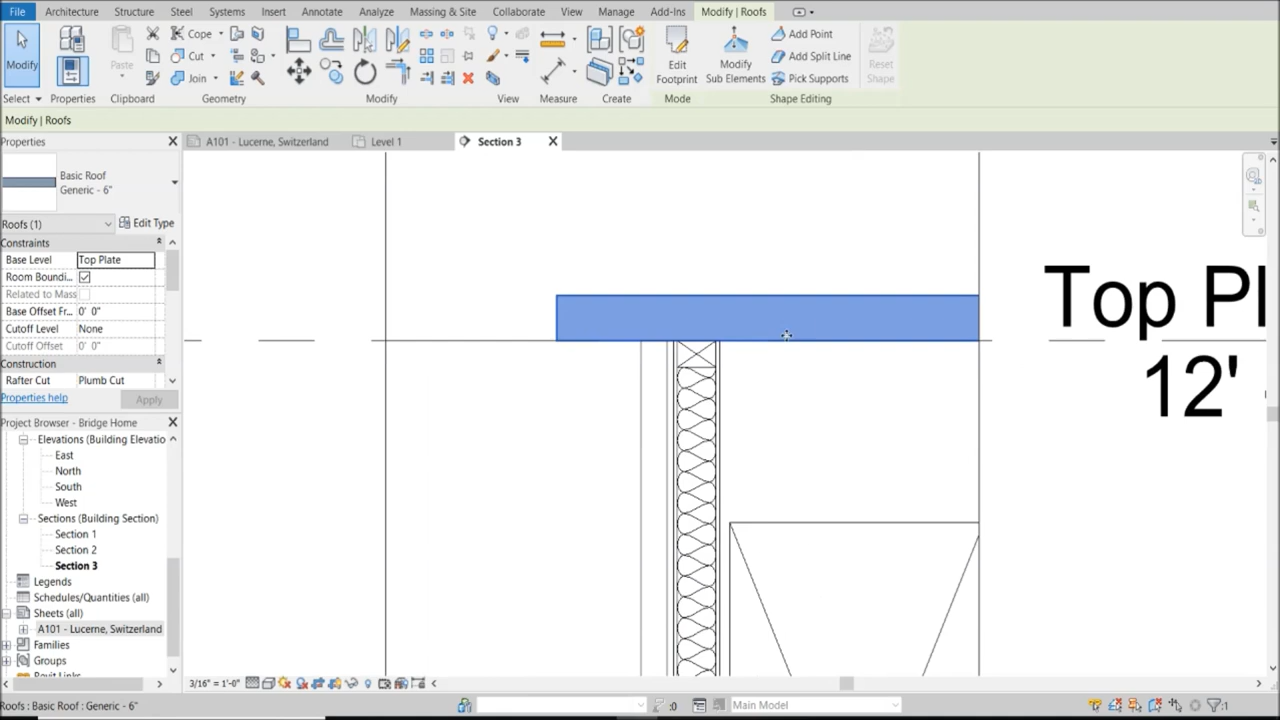 File Architecture Structure Steel Systems Insert Annotate Analyze Massing & Site Collaborate View Manage Add-Ins Modify | Roofs
Modify
Properties
Paste
Cope
Cut
Join
Edit Footprint
Modify Sub Elements
Add Point
Add Split Line
Pick Supports
Reset Shape
Select Properties Clipboard Geometry Modify View Measure Create Mode Shape Editing
Modify | Roofs
Properties
A101 - Lucerne, Switzerland Level 1 Section 3
Basic Roof
Generic - 6"
Roofs (1) Edit Type
Constraints
Base Level Top Plate
Room Boundi...
Related to Mass
Base Offset Fr... 0' 0"
Cutoff Level None
Cutoff Offset 0' 0"
Construction
Rafter Cut Plumb Cut
Properties help Apply
Project Browser - Bridge Home
Elevations (Building Elevatio
East
North
South
West
Sections (Building Section)
Section 1
Section 2
Section 3
Legends
Schedules/Quantities (all)
Sheets (all)
A101 - Lucerne, Switzerland
Families
Groups
Top Pl
12'
3/16" = 1'-0"
Roofs : Basic Roof : Generic - 6"
:0
Main Model
:1